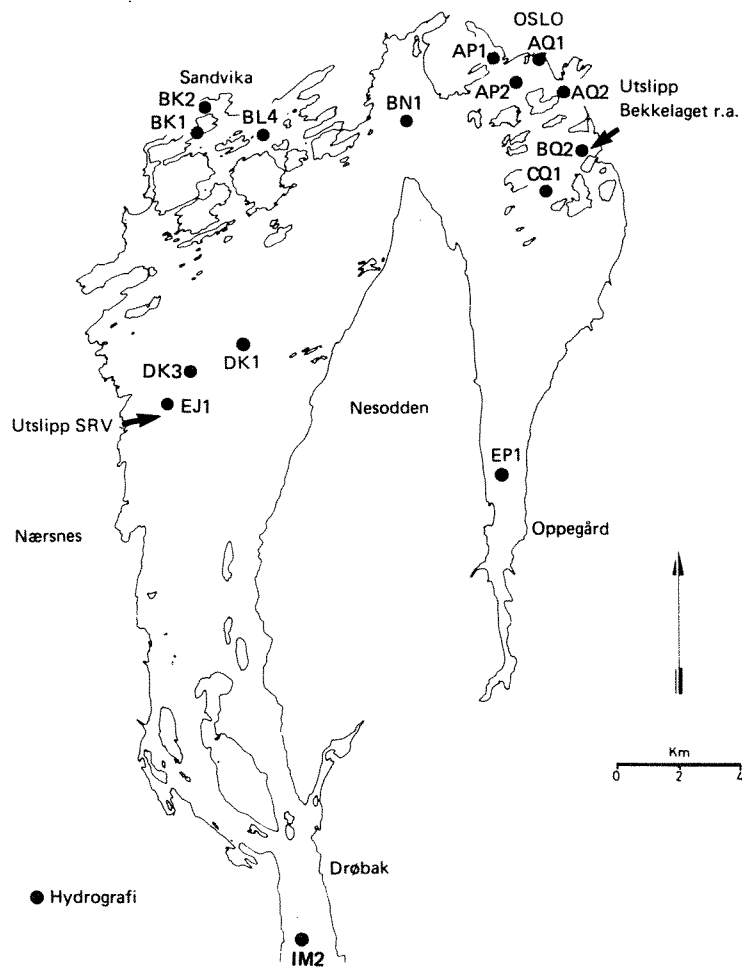 OSLO
AP1
AQ1
Sandvika
AP2
AQ2
Utslipp
Bekkelaget r.a.
BK2
BK1
BL4
BN1
BQ2
CQ1
DK3
DK1
EJ1
Utslipp SRV
Nesodden
EP1
Nærsnes
Oppegård
Km
0 2 4
Drøbak
Hydrografi
IM2